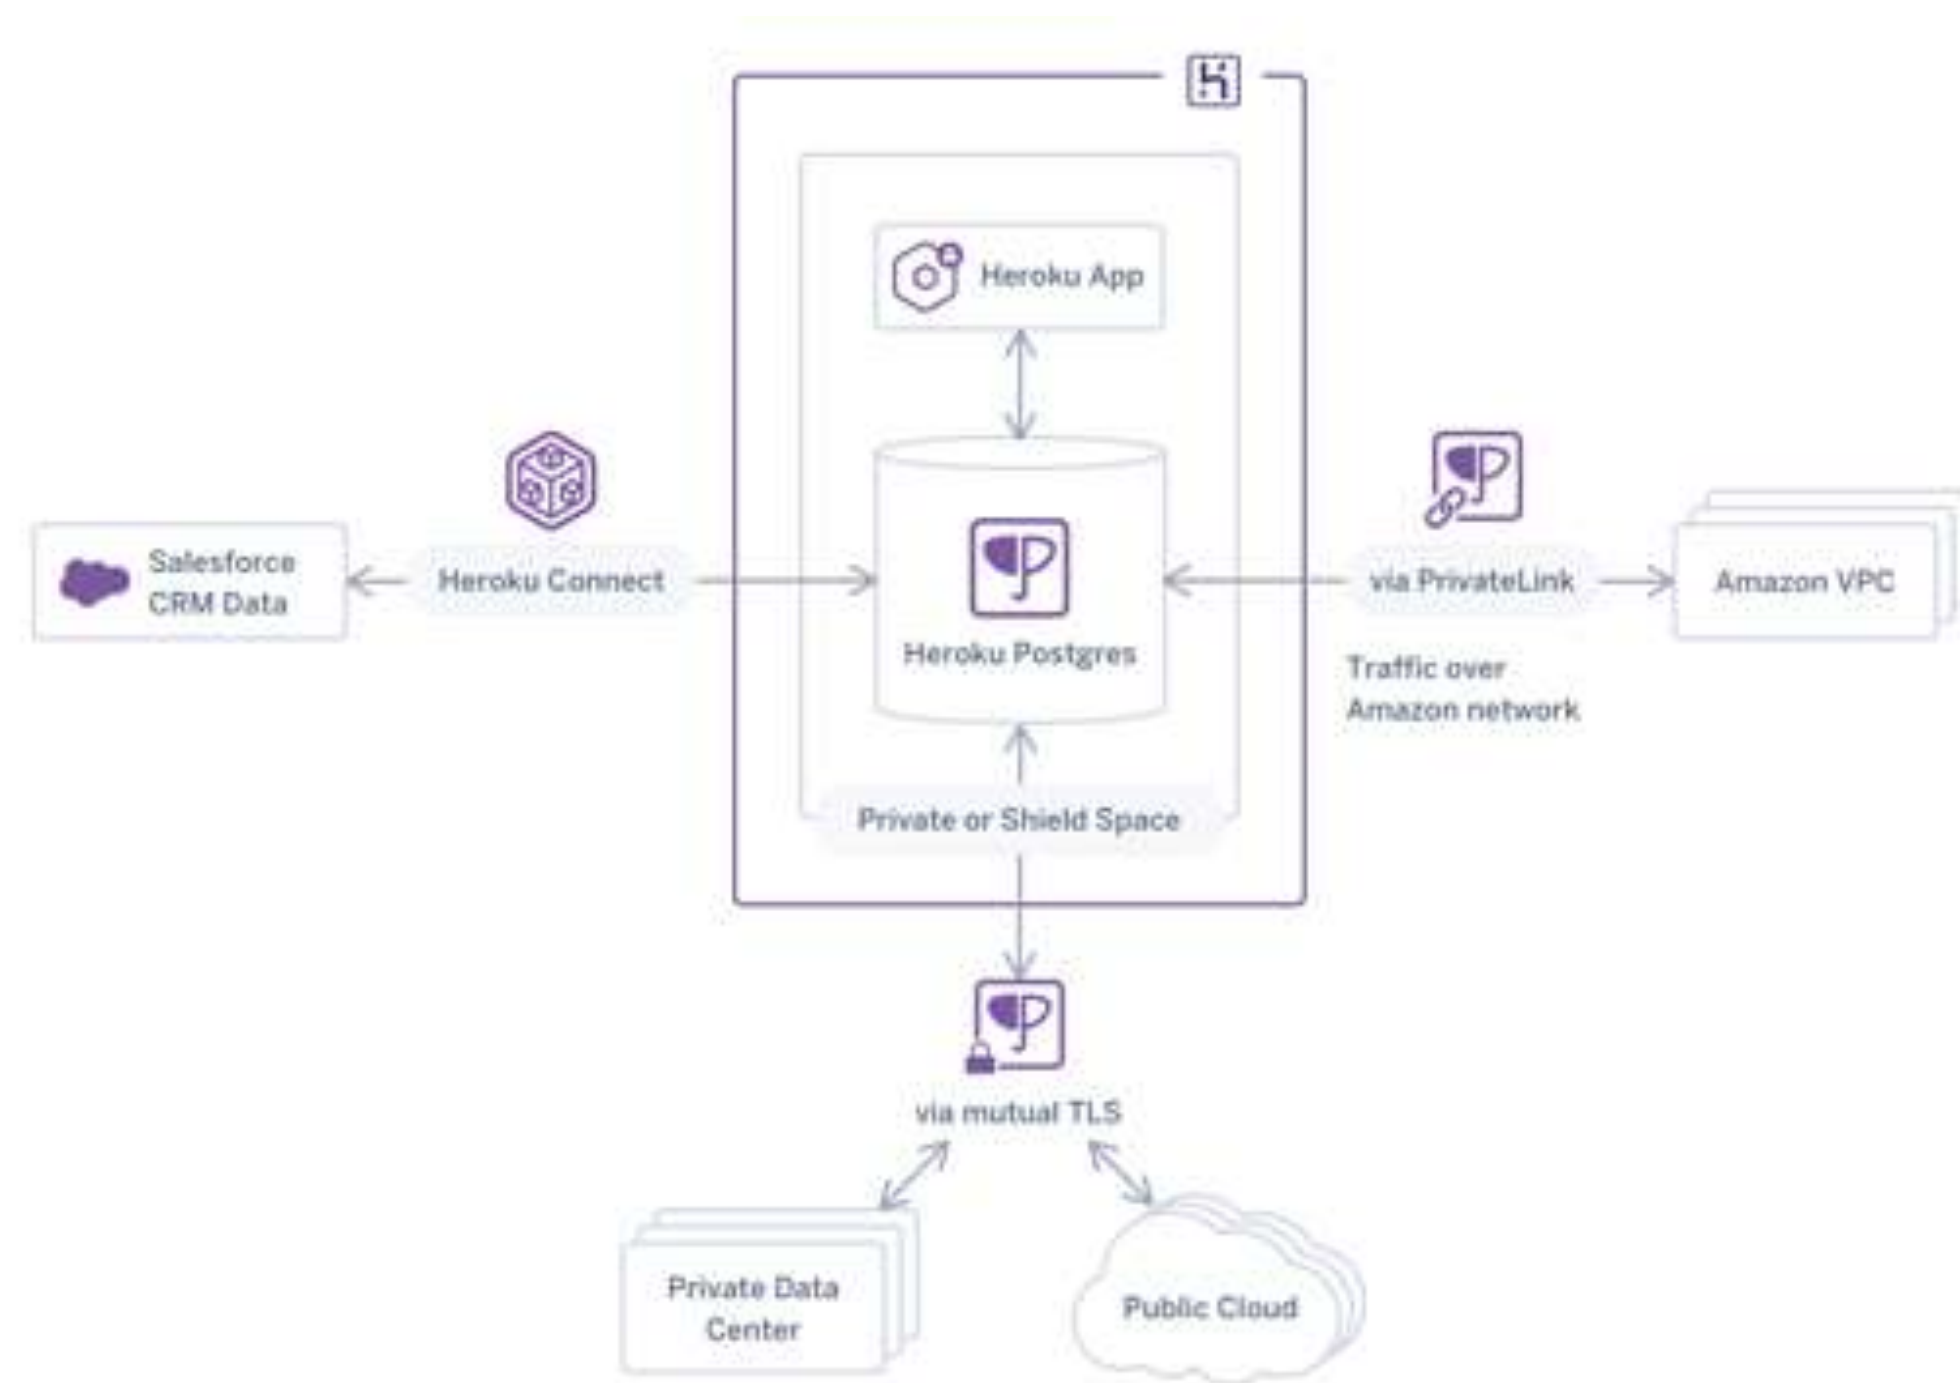 Heroku App
Salesforce
CRM Data
Heroku Connect
Heroku Postgres
via PrivateLink
Amazon VPC
Traffic over
Amazon network
Private or Shield Space
via mutual TLS
Private Data
Center
Public Cloud